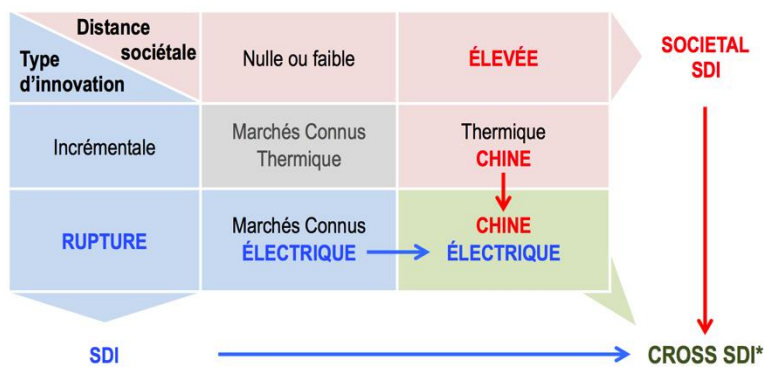 Distance
sociétale
Type
d'innovation
Nulle ou faible
ÉLEVÉE
SOCIETAL
SDI
Incrémentale
Marchés Connus
Thermique
Thermique
CHINE
RUPTURE
Marchés Connus
ÉLECTRIQUE
CHINE
ÉLECTRIQUE
SDI
CROSS SDI*